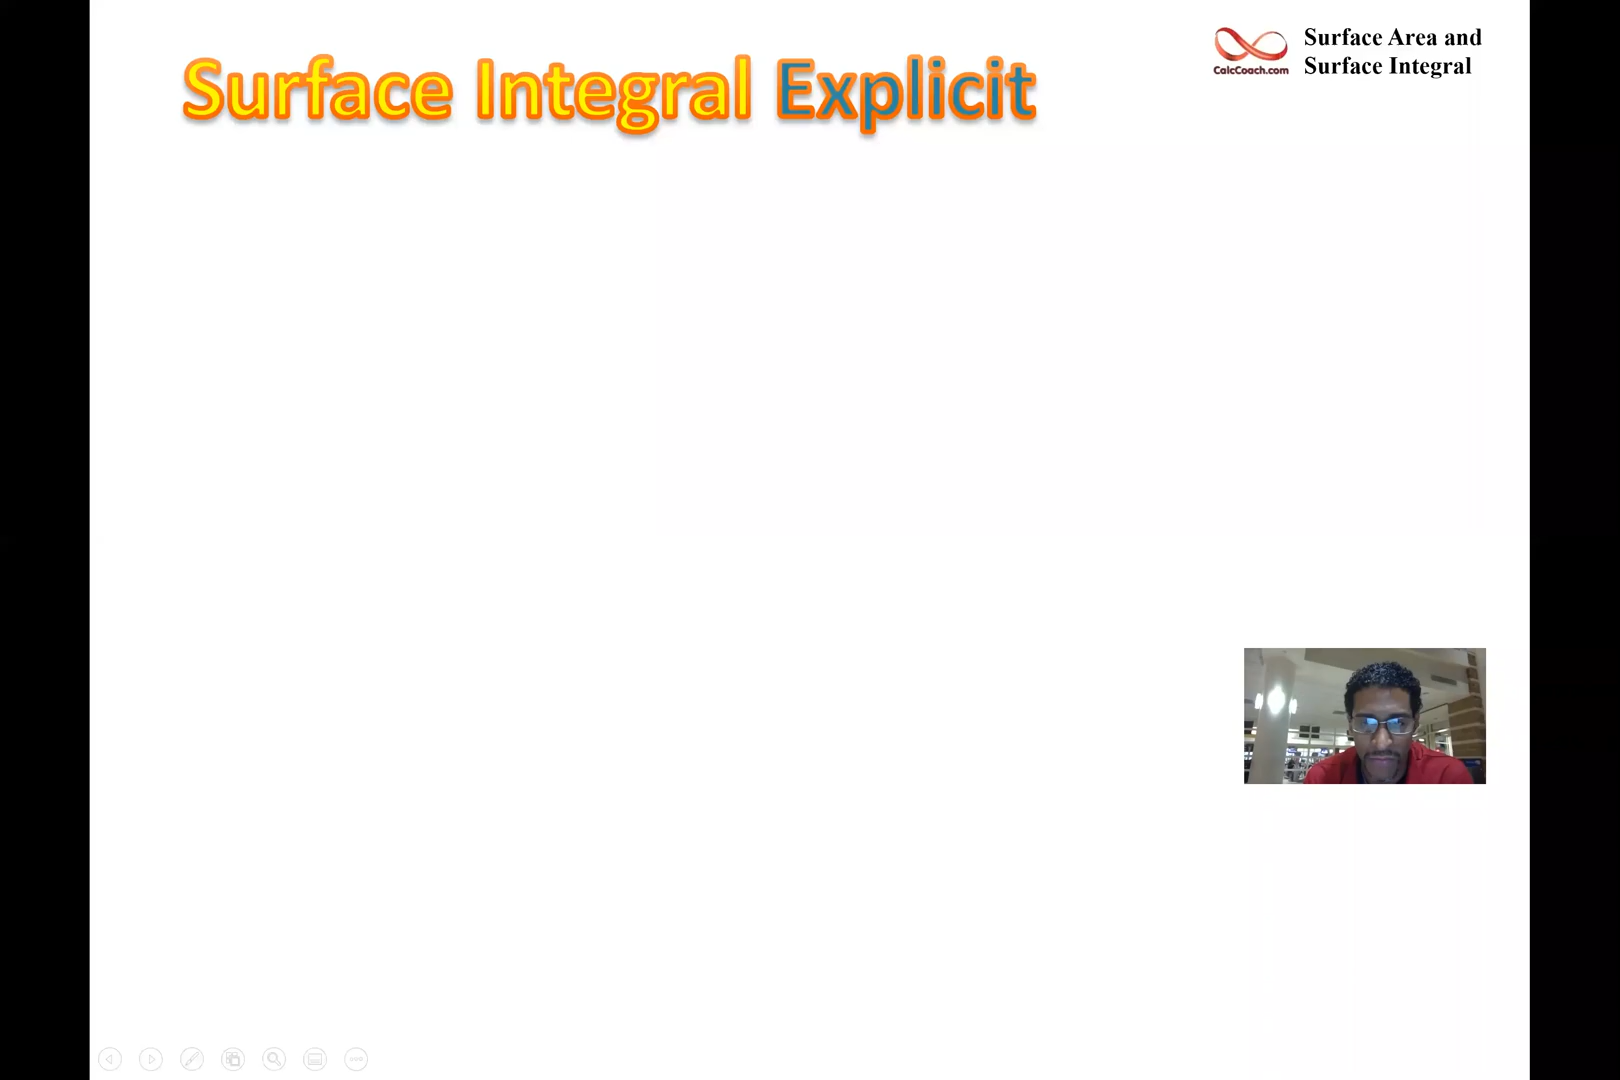 Surface Integral Explicit
CalcCoach.com
Surface Area and
Surface Integral